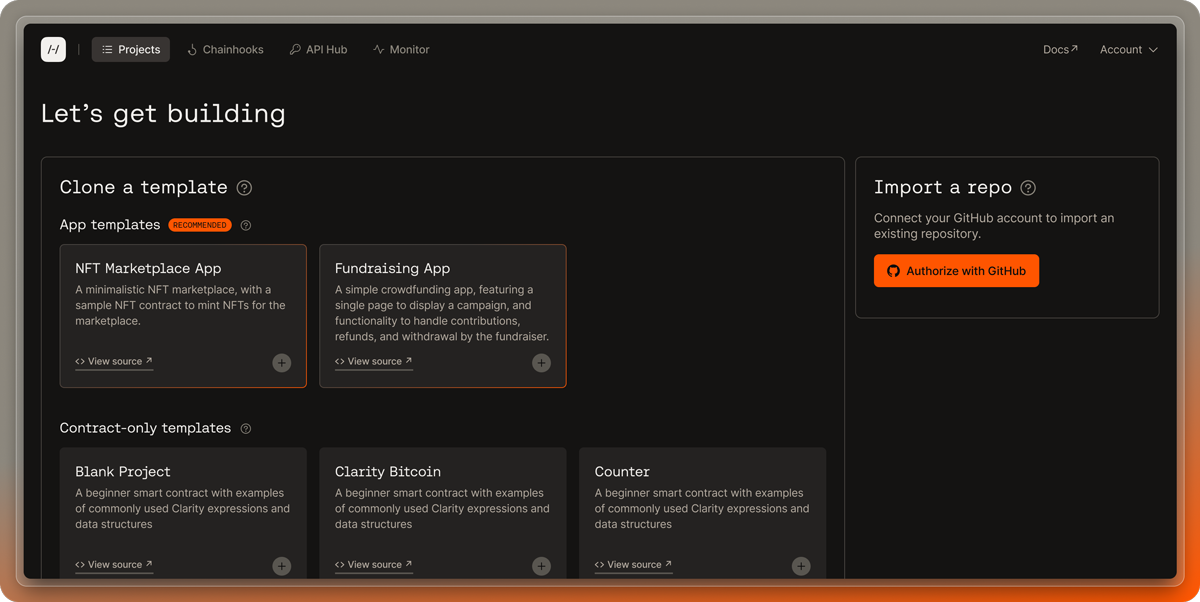 /-/ Projects Chainhooks API Hub Monitor Docs↗ Account
Let's get building
Clone a template ?
App templates RECOMMENDED ?
NFT Marketplace App
A minimalistic NFT marketplace, with a
sample NFT contract to mint NFTs for the
marketplace.
<> View source ↗ +
Fundraising App
A simple crowdfunding app, featuring a
single page to display a campaign, and
functionality to handle contributions,
refunds, and withdrawal by the fundraiser.
<> View source ↗ +
Contract-only templates ?
Blank Project
A beginner smart contract with examples
of commonly used Clarity expressions and
data structures
<> View source ↗ +
Clarity Bitcoin
A beginner smart contract with examples
of commonly used Clarity expressions and
data structures
<> View source ↗ +
Counter
A beginner smart contract with examples
of commonly used Clarity expressions and
data structures
<> View source ↗ +
Import a repo ?
Connect your GitHub account to import an
existing repository.
Authorize with GitHub